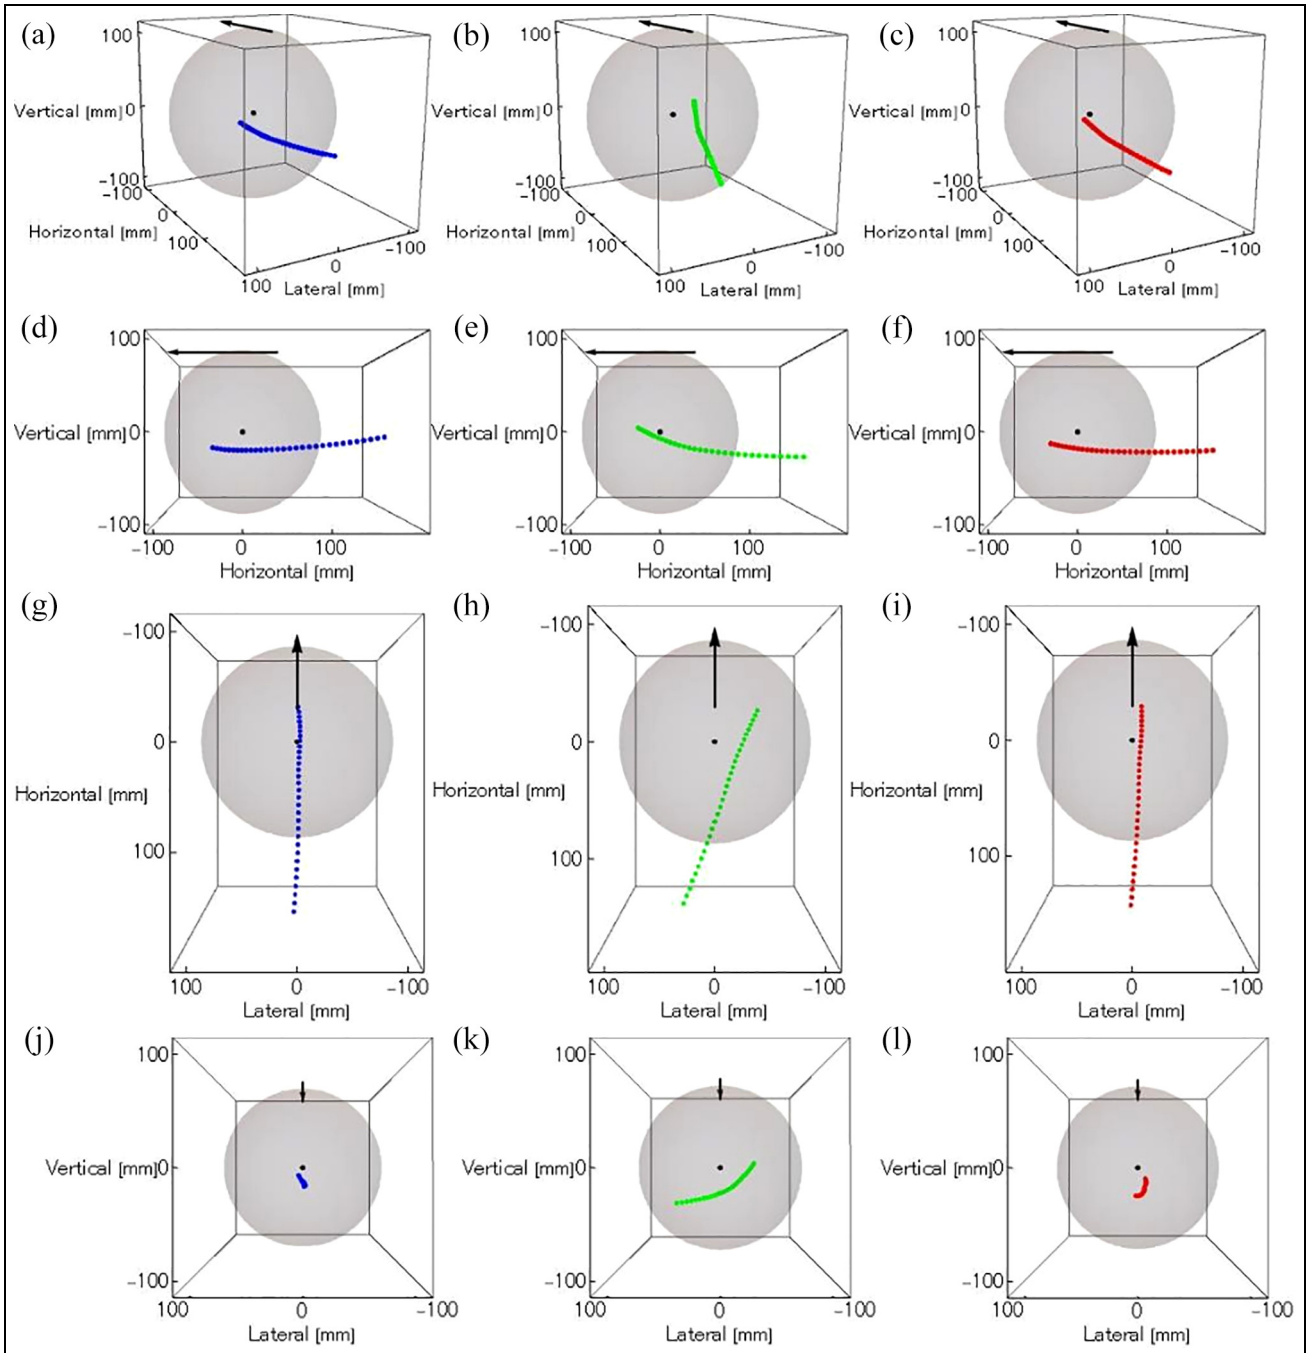 (a) (b) (c)
100 100 100
Vertical [mm] 0 Vertical [mm] 0 Vertical [mm] 0
-100 -100 -100
-100 -100 -100
0 0 0
Horizontal [mm] 100 -100 Horizontal [mm] 100 -100 Horizontal [mm] 100 -100
0 0 0
100 Lateral [mm] 100 Lateral [mm] 100 Lateral [mm]
(d) (e) (f)
100 100 100
Vertical [mm] 0 Vertical [mm] 0 Vertical [mm] 0
-100 -100 -100
-100 0 100 -100 0 100 -100 0 100
Horizontal [mm] Horizontal [mm] Horizontal [mm]
(g) (h) (i)
-100 -100 -100
0 0 0
Horizontal [mm] Horizontal [mm] Horizontal [mm]
100 100 100
100 0 -100 100 0 -100 100 0 -100
Lateral [mm] Lateral [mm] Lateral [mm]
(j) (k) (l)
100 100 100
Vertical [mm] 0 Vertical [mm] 0 Vertical [mm] 0
-100 -100 -100
100 0 -100 100 0 -100 100 0 -100
Lateral [mm] Lateral [mm] Lateral [mm]